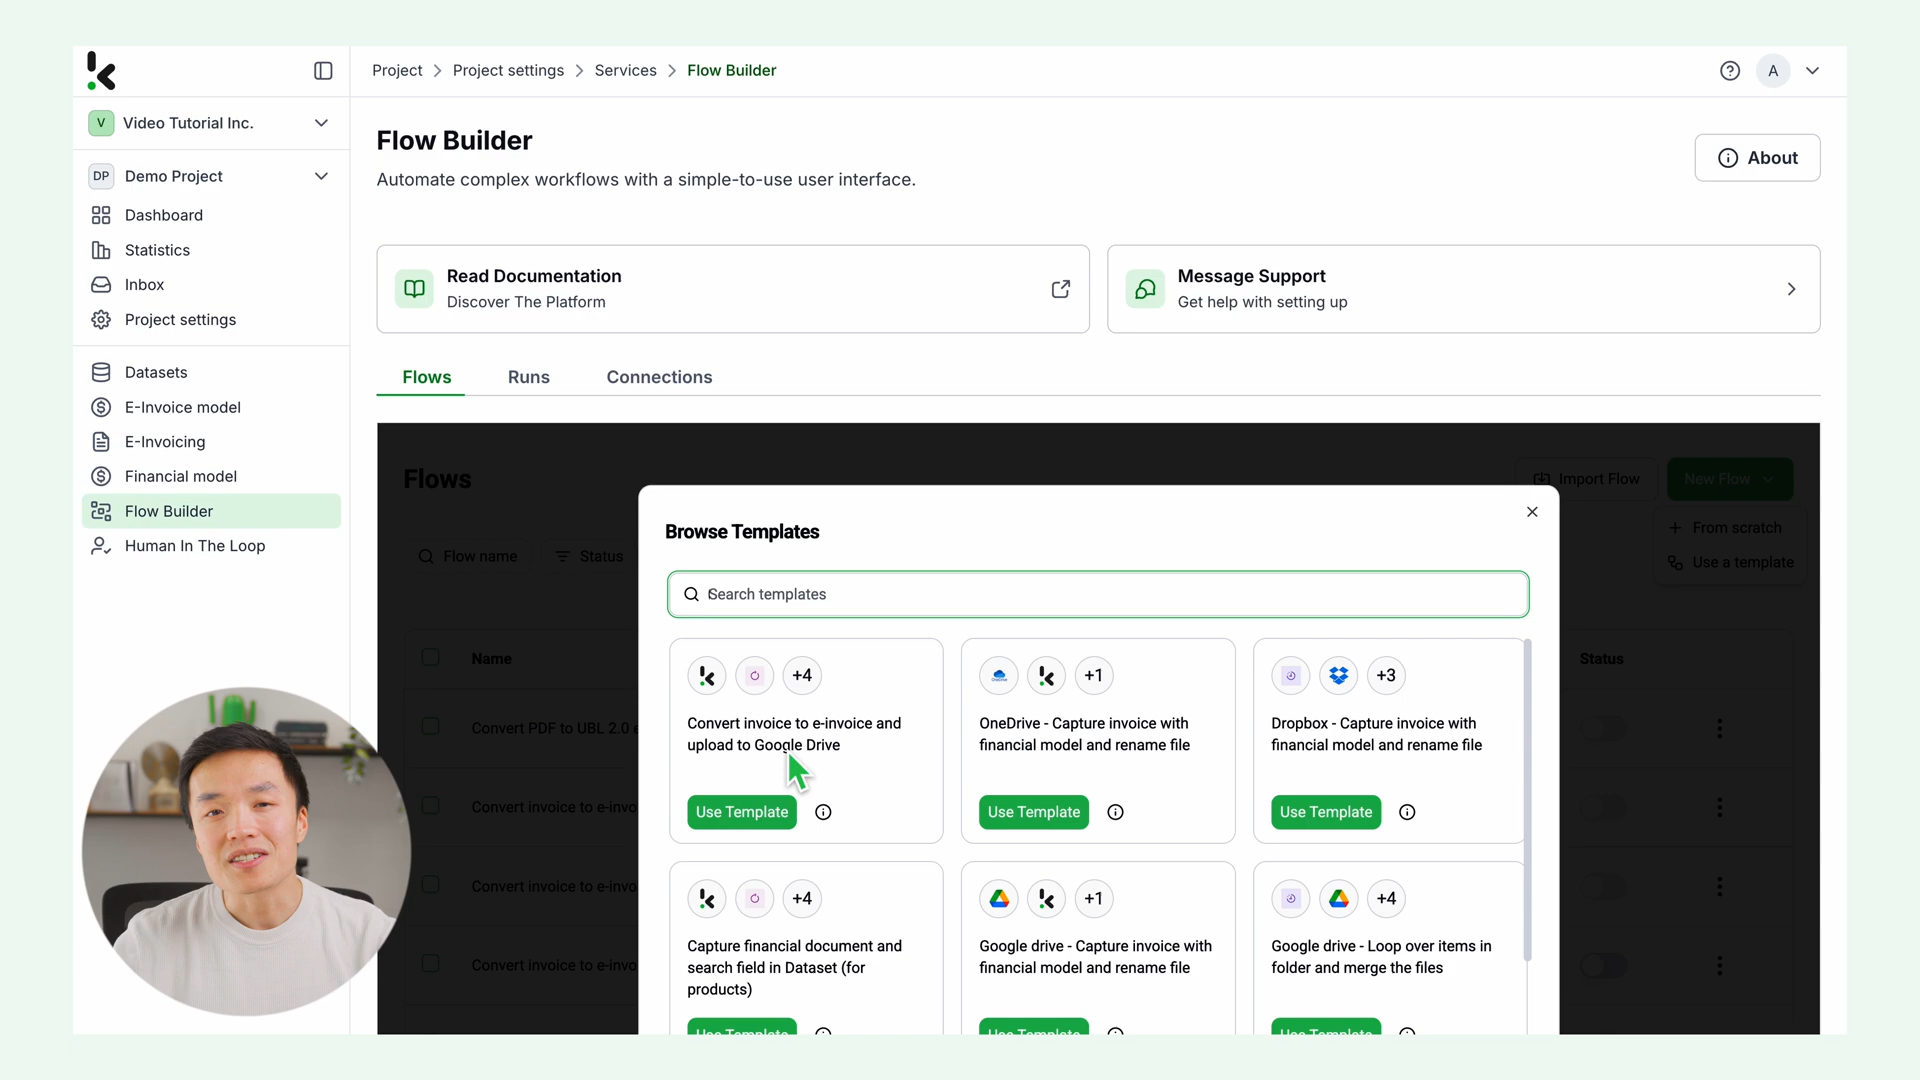 Project > Project settings > Services > Flow Builder
A
V Video Tutorial Inc.
DP Demo Project
Dashboard
Statistics
Inbox
Project settings
Datasets
E-Invoice model
E-Invoicing
Financial model
Flow Builder
Human In The Loop
Flow Builder
Automate complex workflows with a simple-to-use user interface.
About
Read Documentation
Discover The Platform
Message Support
Get help with setting up
Flows Runs Connections
Flows
Import Flow
New Flow
From scratch
Use a template
Flow name
Status
Name
Status
Convert PDF to UBL 2.0
Convert invoice to e-invo
Convert invoice to e-invo
Convert invoice to e-invo
Browse Templates
Search templates
+4
Convert invoice to e-invoice and
upload to Google Drive
Use Template
+1
OneDrive - Capture invoice with
financial model and rename file
Use Template
+3
Dropbox - Capture invoice with
financial model and rename file
Use Template
+4
Capture financial document and
search field in Dataset (for
products)
Use Template
+1
Google drive - Capture invoice with
financial model and rename file
Use Template
+4
Google drive - Loop over items in
folder and merge the files
Use Template